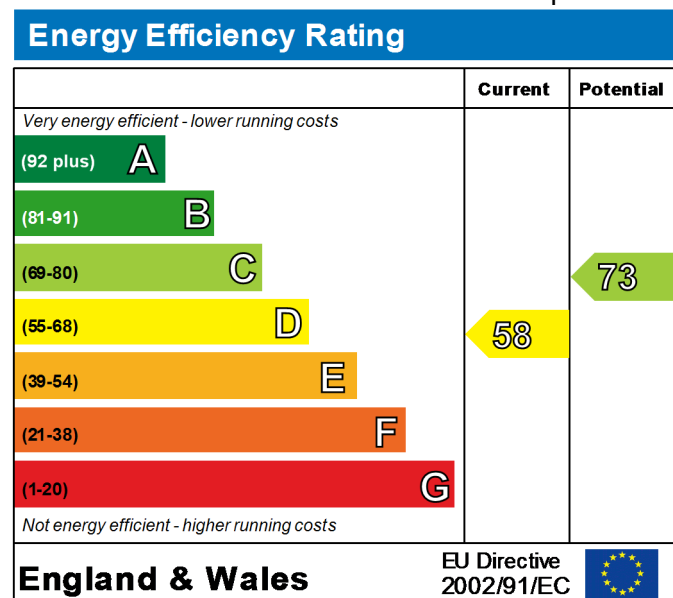 Energy Efficiency Rating
Current Potential
Very energy efficient - lower running costs
(92 plus) A
(81-91) B
(69-80) C
73
(55-68) D
58
(39-54) E
(21-38) F
(1-20) G
Not energy efficient - higher running costs
England & Wales
EU Directive
2002/91/EC